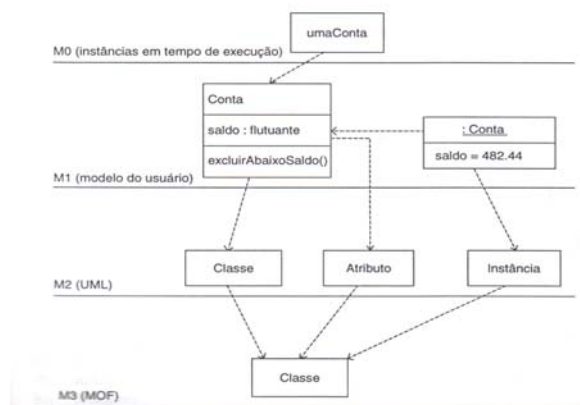 umaConta
M0 (instâncias em tempo de execução)
Conta
saldo : flutuante
excluirAbaixoSaldo()
: Conta
saldo = 482.44
M1 (modelo do usuário)
Classe
Atributo
Instância
M2 (UML)
Classe
M3 (MOF)